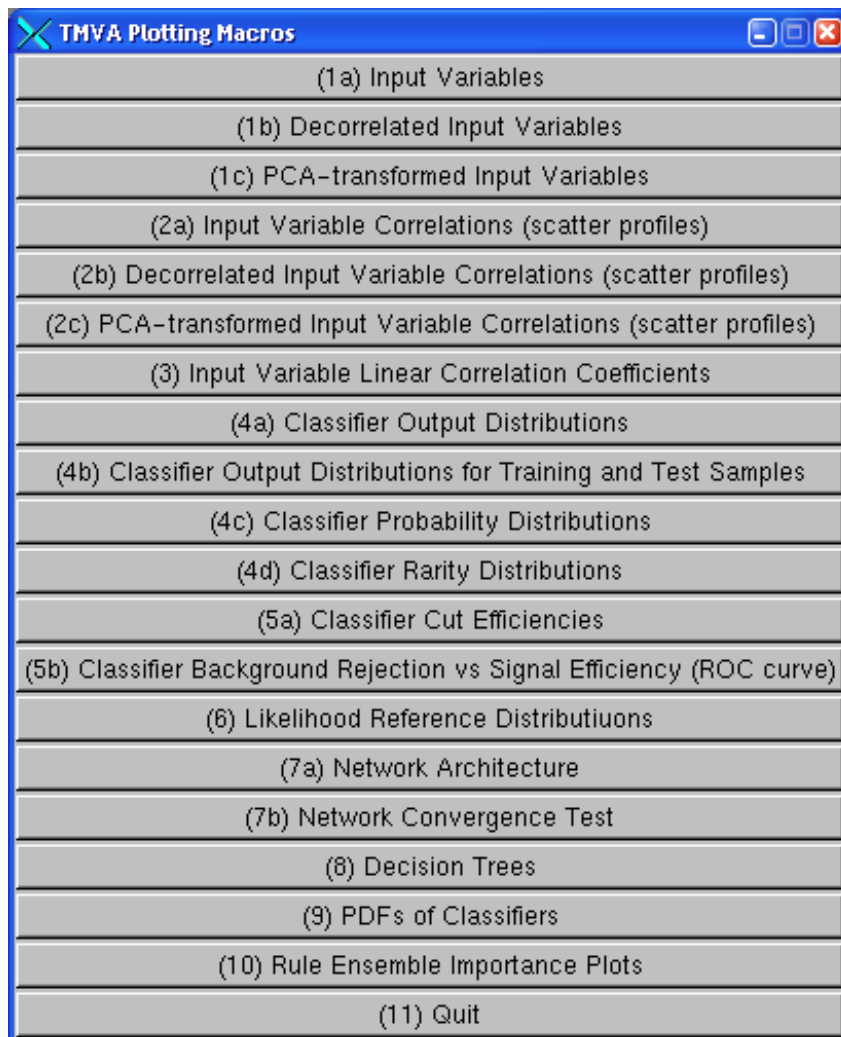 TMVA Plotting Macros
(1a) Input Variables
(1b) Decorrelated Input Variables
(1c) PCA-transformed Input Variables
(2a) Input Variable Correlations (scatter profiles)
(2b) Decorrelated Input Variable Correlations (scatter profiles)
(2c) PCA-transformed Input Variable Correlations (scatter profiles)
(3) Input Variable Linear Correlation Coefficients
(4a) Classifier Output Distributions
(4b) Classifier Output Distributions for Training and Test Samples
(4c) Classifier Probability Distributions
(4d) Classifier Rarity Distributions
(5a) Classifier Cut Efficiencies
(5b) Classifier Background Rejection vs Signal Efficiency (ROC curve)
(6) Likelihood Reference Distributiuons
(7a) Network Architecture
(7b) Network Convergence Test
(8) Decision Trees
(9) PDFs of Classifiers
(10) Rule Ensemble Importance Plots
(11) Quit